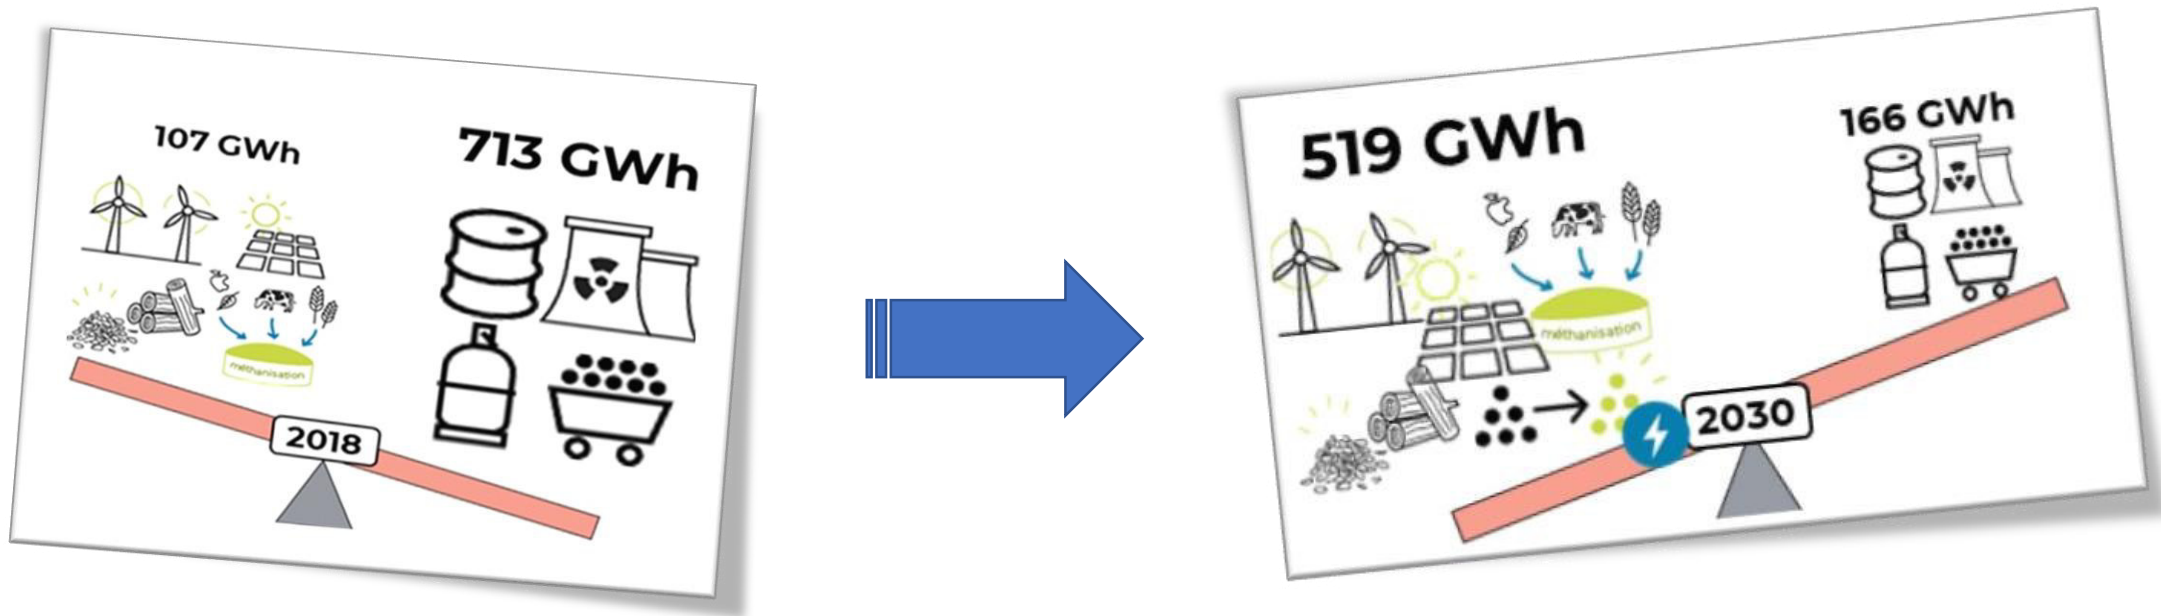 107 GWh
713 GWh
méthanisation
2018
519 GWh
166 GWh
méthanisation
2030